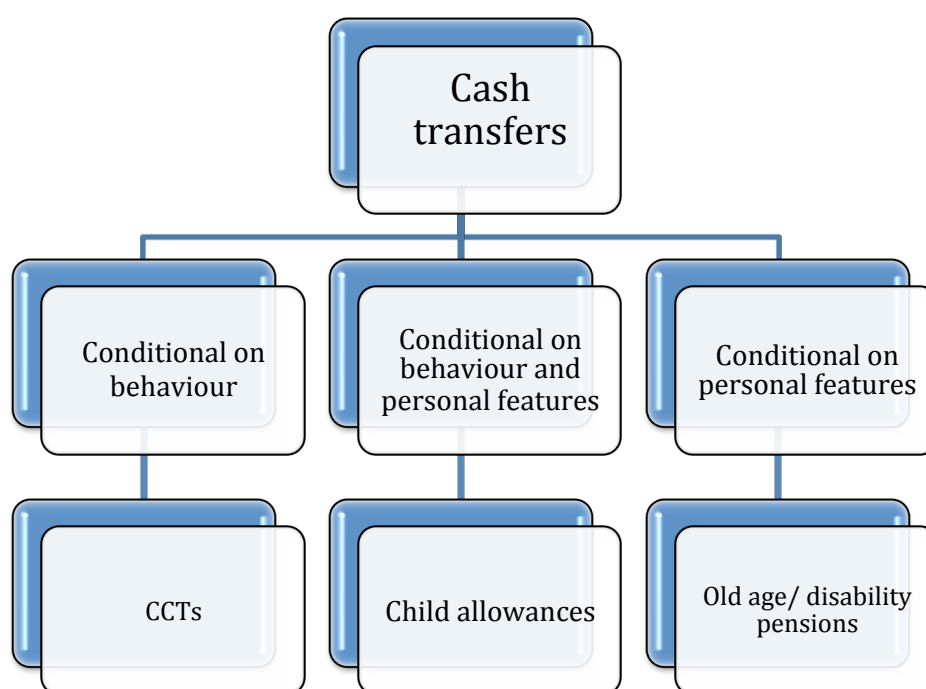 Cash
transfers
Conditional on
behaviour
Conditional on
behaviour and
personal features
Conditional on
personal features
CCTs
Child allowances
Old age/ disability
pensions